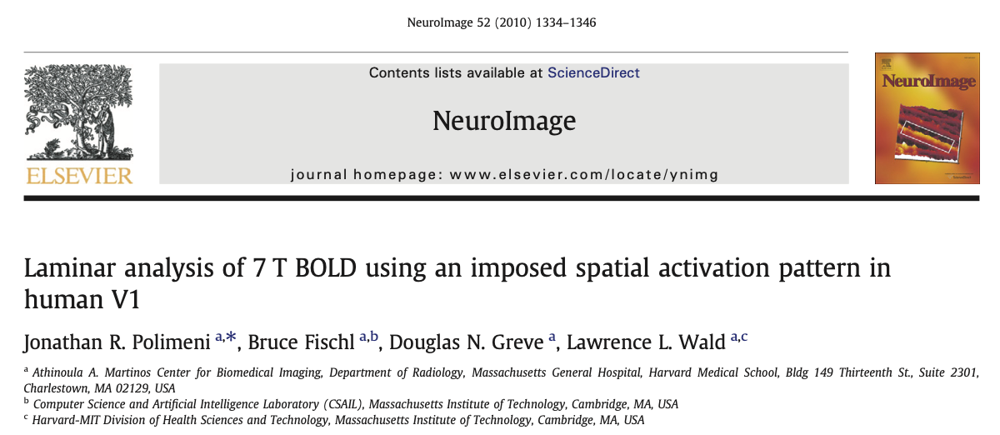 NeuroImage 52 (2010) 1334–1346
Contents lists available at ScienceDirect
NeuroImage
journal homepage: www.elsevier.com/locate/ynimg
ELSEVIER
NeuroImage
Laminar analysis of 7 T BOLD using an imposed spatial activation pattern in
human V1
Jonathan R. Polimeni a,*, Bruce Fischl a,b, Douglas N. Greve a, Lawrence L. Wald a,c
a Athinoula A. Martinos Center for Biomedical Imaging, Department of Radiology, Massachusetts General Hospital, Harvard Medical School, Bldg 149 Thirteenth St., Suite 2301,
Charlestown, MA 02129, USA
b Computer Science and Artificial Intelligence Laboratory (CSAIL), Massachusetts Institute of Technology, Cambridge, MA, USA
c Harvard-MIT Division of Health Sciences and Technology, Massachusetts Institute of Technology, Cambridge, MA, USA